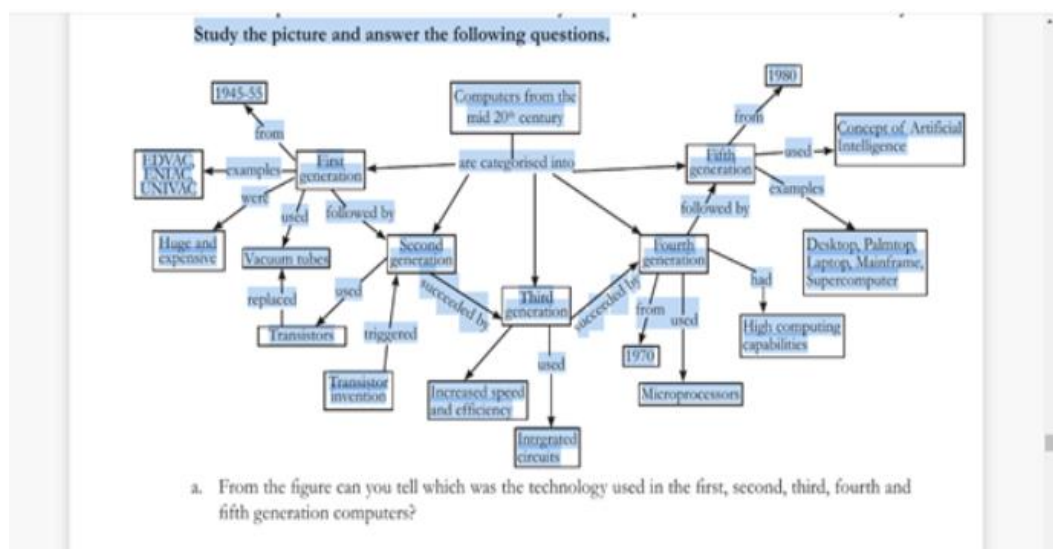 Study the picture and answer the following questions.
1945-55
Computers from the
mid 20th century
1980
from
from
Concept of Artificial
Intelligence
EDVAC,
ENIAC
UNIVAC
examples
First
generation
are categorised into
Fifth
generation
used
examples
were
used
followed by
followed by
Huge and
expensive
Vacuum tubes
Second
generation
Fourth
generation
Desktop, Palmtop,
Laptop, Mainframe,
Supercomputer
replaced
used
succeeded by
Third
generation
succeeded by
from
used
had
Transistors
triggered
High computing
capabilities
used
1970
Transistor
invention
Increased speed
and efficiency
Microprocessors
Intrgrated
circuits
a. From the figure can you tell which was the technology used in the first, second, third, fourth and
fifth generation computers?